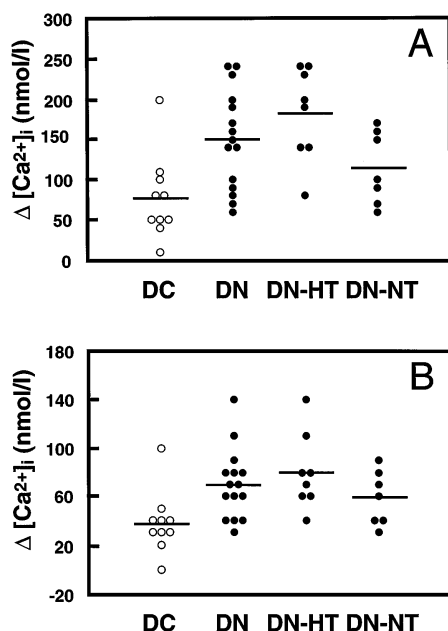 A
Δ [Ca²⁺]i (nmol/l)
300
250
200
150
100
50
0
DC DN DN-HT DN-NT
B
Δ [Ca²⁺]i (nmol/l)
180
140
100
60
20
-20
DC DN DN-HT DN-NT